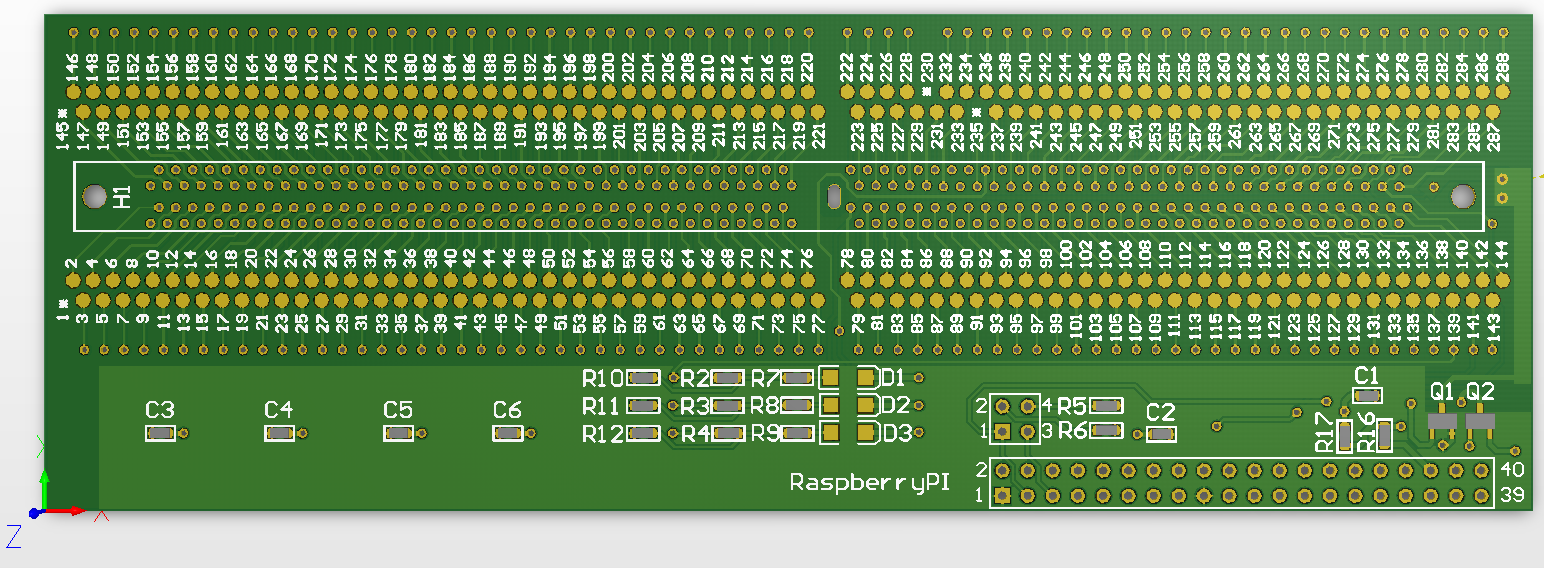 146 148 150 152 154 156 158 160 162 164 166 168 170 172 174 176 178 180 182 184 186 188 190 192 194 196 198 200 202 204 206 208 210 212 214 216 218 220 222 224 226 228 230 232 234 236 238 240 242 244 246 248 250 252 254 256 258 260 262 264 266 268 270 272 274 276 278 280 282 284 286 288
145* 147 149 151 153 155 157 159 161 163 165 167 169 171 173 175 177 179 181 183 185 187 189 191 193 195 197 199 201 203 205 207 209 211 213 215 217 219 221 223 225 227 229 231 233 235 237 239 241 243 245 247 249 251 253 255 257 259 261 263 265 267 269 271 273 275 277 279 281 283 285 287
H1
2 4 6 8 10 12 14 16 18 20 22 24 26 28 30 32 34 36 38 40 42 44 46 48 50 52 54 56 58 60 62 64 66 68 70 72 74 76 78 80 82 84 86 88 90 92 94 96 98 100 102 104 106 108 110 112 114 116 118 120 122 124 126 128 130 132 134 136 138 140 142 144
1* 3 5 7 9 11 13 15 17 19 21 23 25 27 29 31 33 35 37 39 41 43 45 47 49 51 53 55 57 59 61 63 65 67 69 71 73 75 77 79 81 83 85 87 89 91 93 95 97 99 101 103 105 107 109 111 113 115 117 119 121 123 125 127 129 131 133 135 137 139 141 143
R10 R2 R7 D1 C1
Q1 Q2
C3 C4 C5 C6 R11 R3 R8 D2 2 4 R5 C2
R12 R4 R9 D3 1 3 R6 R17 R16
RaspberryPI 2 40
1 39
Z